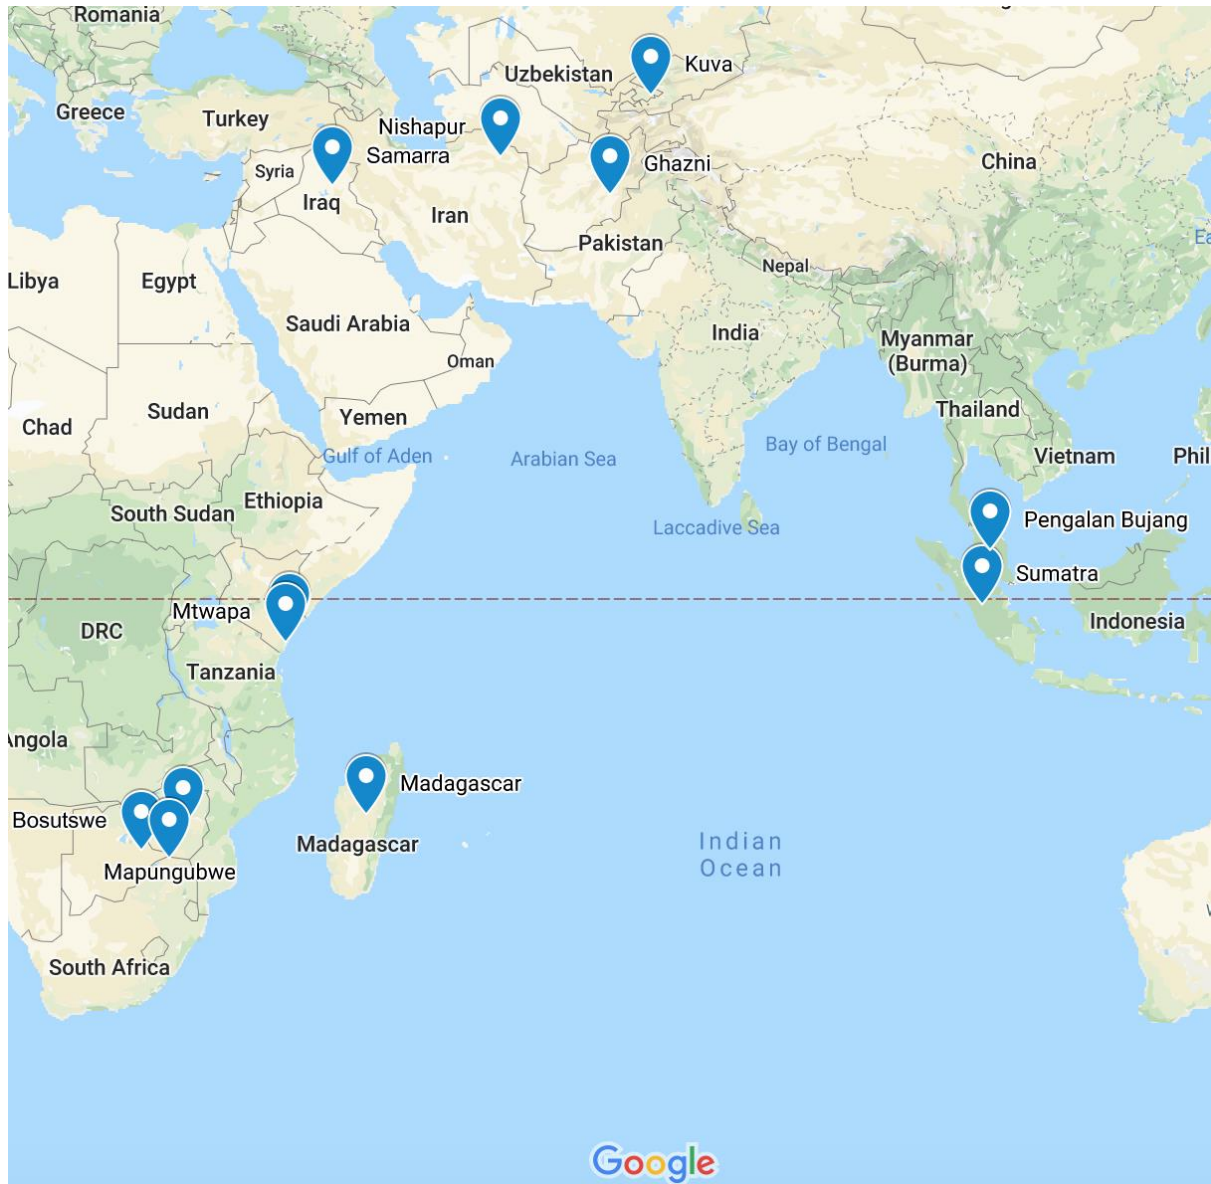 Romania
Uzbekistan
Kuva
Greece
Turkey
Nishapur
Samarra
Syria
Iraq
Iran
Ghazni
China
Pakistan
Nepal
Libya
Egypt
Saudi Arabia
India
Oman
Myanmar
(Burma)
Chad
Sudan
Yemen
Thailand
Gulf of Aden
Arabian Sea
Bay of Bengal
Vietnam
Phil
Ethiopia
South Sudan
Laccadive Sea
Pengalan Bujang
Sumatra
Mtwapa
DRC
Indonesia
Tanzania
Angola
Madagascar
Bosutswe
Madagascar
Indian
Ocean
Mapungubwe
South Africa
Google